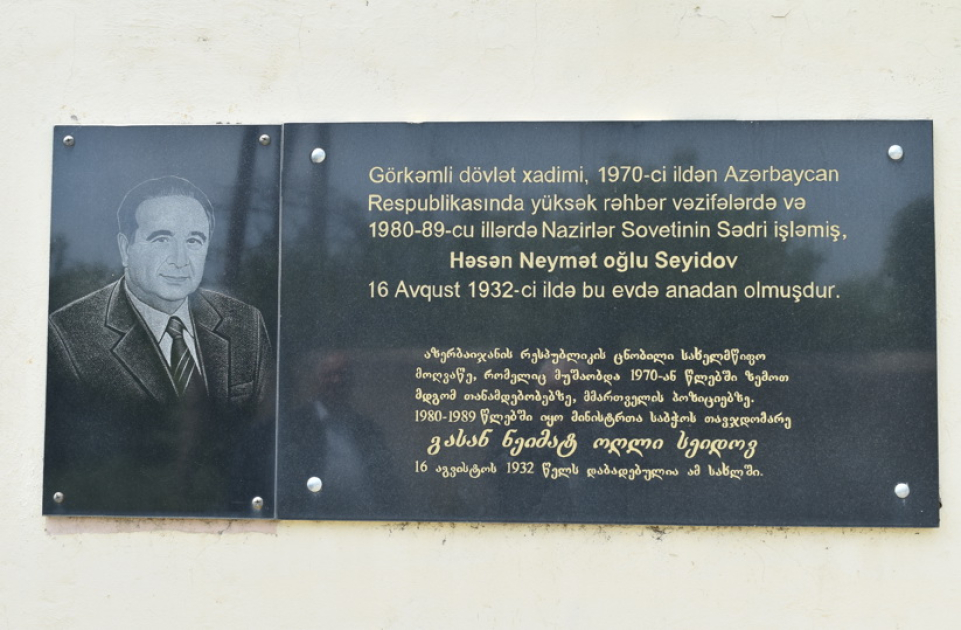 Görkəmli dövlət xadimi, 1970-ci ildən Azərbaycan
Respublikasında yüksək rəhbər vəzifələrdə və
1980-89-cu illərdə Nazirlər Sovetinin Sədri işləmiş,
Həsən Neymət oğlu Seyidov
16 Avqust 1932-ci ildə bu evdə anadan olmuşdur.
აზერბაიჯანის რესპუბლიკის ცნობილი სახელმწიფო
მოღვაწე, რომელიც მუშაობდა 1970-ან წლებში ზემოთ
მდგომ თანამდებობებზე, მმართველის პოზიციებზე.
1980-1989 წლებში იყო მინისტრთა საბჭოს თავჯდომარე
გასან ნეიმატ ოღლი სეიდოვ
16 აგვისტოს 1932 წელს დაბადებულია ამ სახლში.